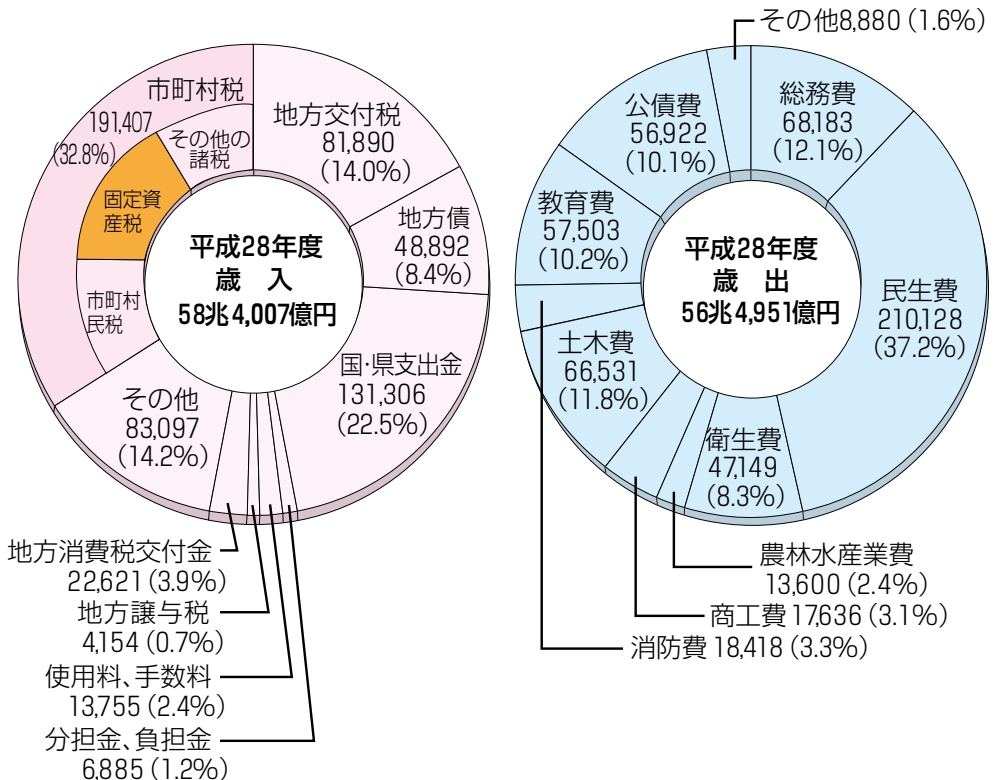 市町村税
191,407
(32.8%)
その他の
諸税
固定資
産税
市町村
民税
地方交付税
81,890
(14.0%)
地方債
48,892
(8.4%)
国・県支出金
131,306
(22.5%)
その他
83,097
(14.2%)
平成28年度
歳 入
58兆4,007億円
地方消費税交付金
22,621(3.9%)
地方譲与税
4,154(0.7%)
使用料、手数料
13,755(2.4%)
分担金、負担金
6,885(1.2%)
その他8,880(1.6%)
総務費
68,183
(12.1%)
公債費
56,922
(10.1%)
教育費
57,503
(10.2%)
平成28年度
歳 出
56兆4,951億円
民生費
210,128
(37.2%)
土木費
66,531
(11.8%)
衛生費
47,149
(8.3%)
農林水産業費
13,600(2.4%)
商工費17,636(3.1%)
消防費18,418(3.3%)